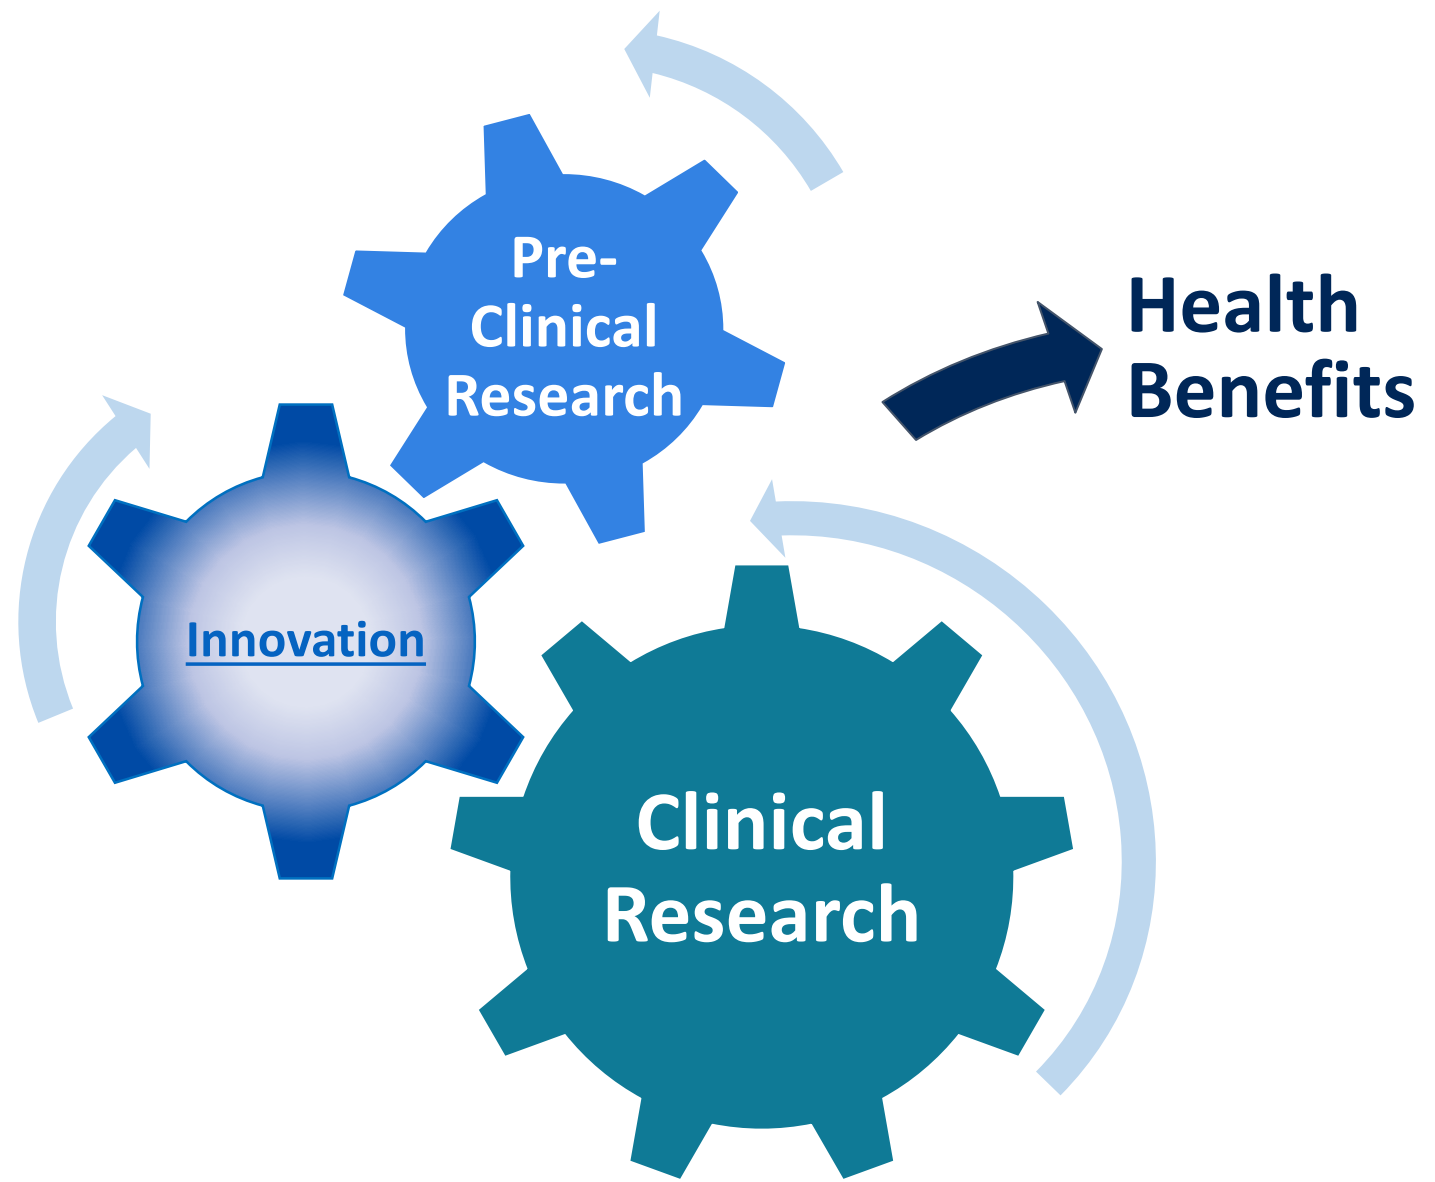 Pre-
Clinical
Research
Health
Benefits
Innovation
Clinical
Research